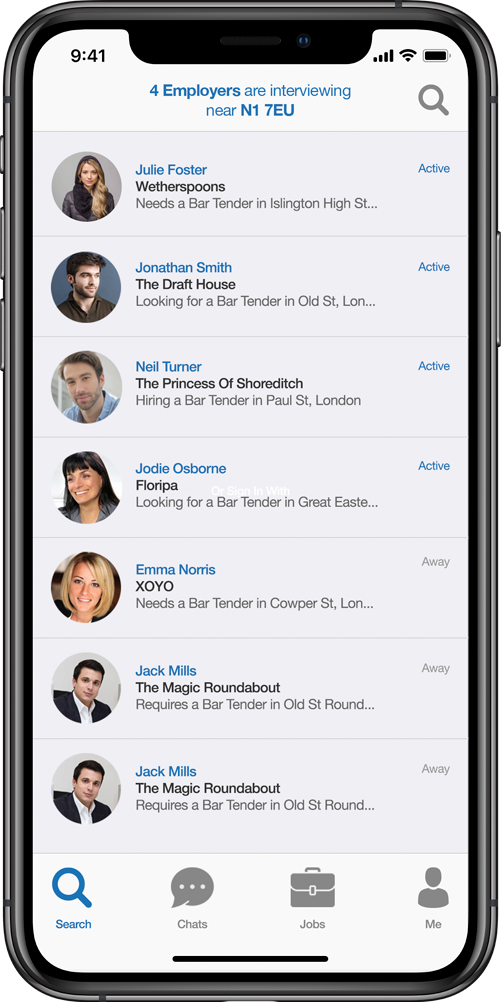 9:41
4 Employers are interviewing
near N1 7EU
Julie Foster
Active
Wetherspoons
Needs a Bar Tender in Islington High St...
Jonathan Smith
Active
The Draft House
Looking for a Bar Tender in Old St, Lon...
Neil Turner
Active
The Princess Of Shoreditch
Hiring a Bar Tender in Paul St, London
Jodie Osborne
Active
Floripa
Or Sign In With
Looking for a Bar Tender in Great Easte...
Emma Norris
Away
XOYO
Needs a Bar Tender in Cowper St, Lon...
Jack Mills
Away
The Magic Roundabout
Requires a Bar Tender in Old St Round...
Jack Mills
Away
The Magic Roundabout
Requires a Bar Tender in Old St Round...
Search
Chats
Jobs
Me